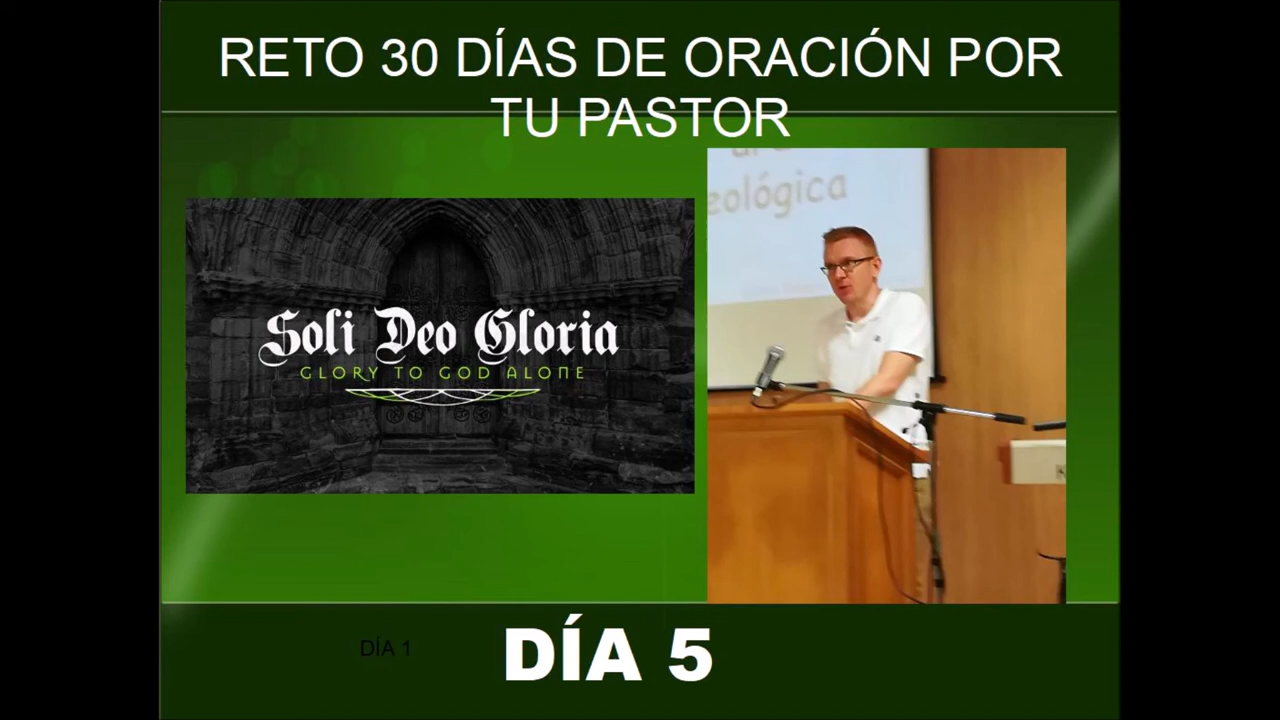 RETO 30 DÍAS DE ORACIÓN POR
TU PASTOR
eológica
Soli Deo Gloria
GLORY TO GOD ALONE
DÍA 1
DÍA 5